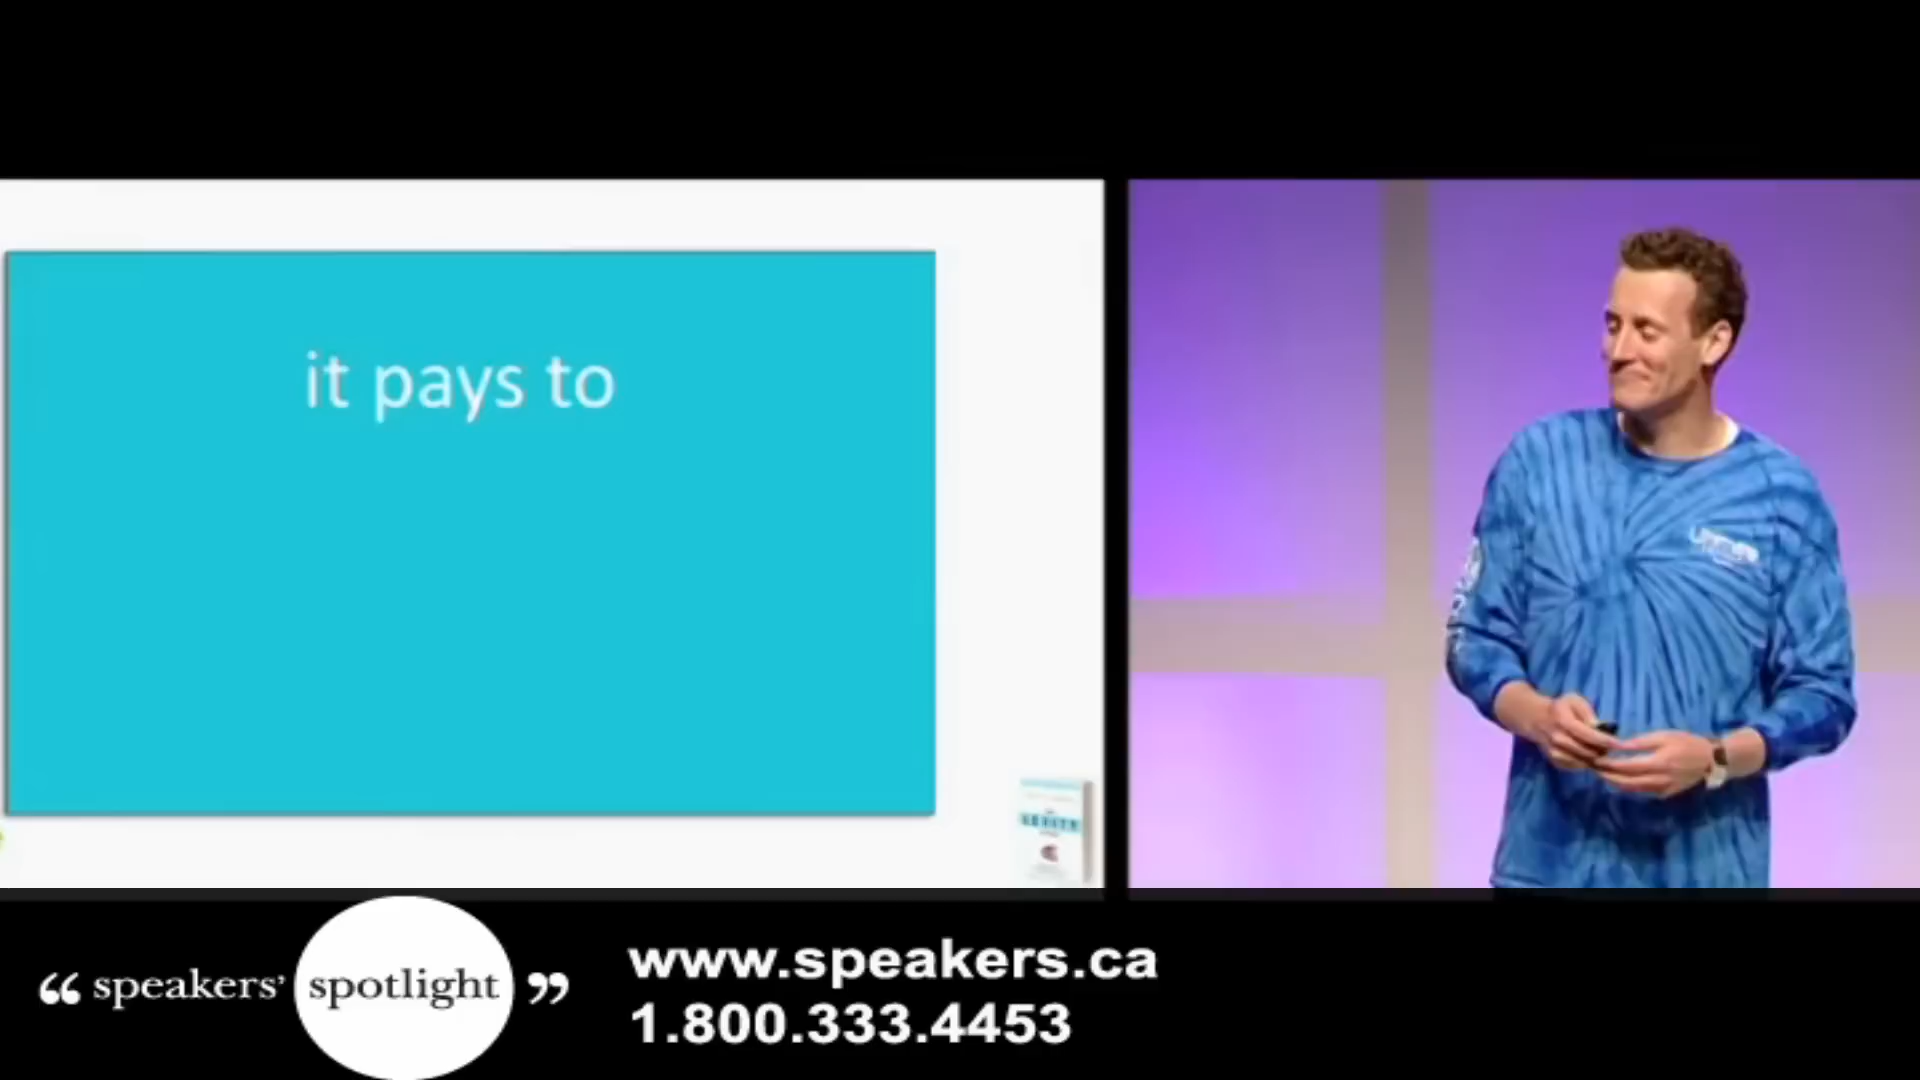 it pays to
“ speakers’ spotlight ”
www.speakers.ca
1.800.333.4453